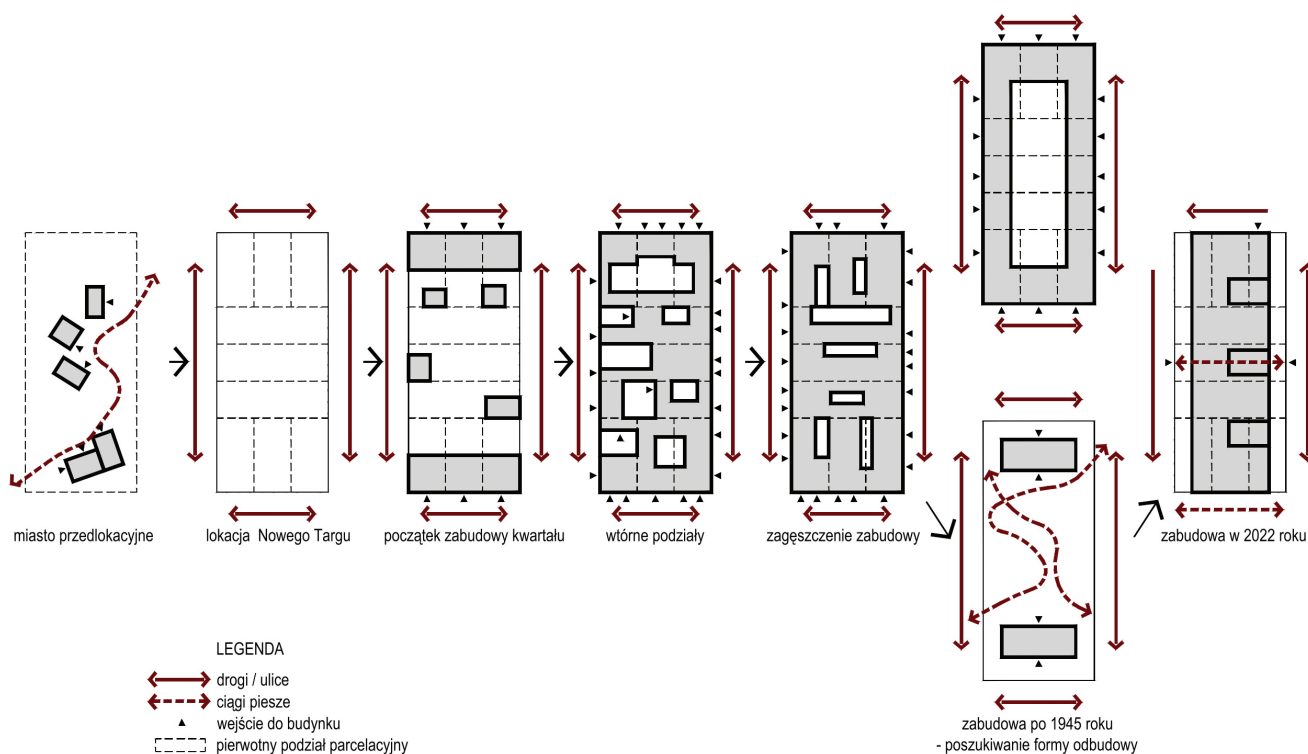 miasto przedlokacyjne
lokacja Nowego Targu
początek zabudowy kwartału
wtórne podziały
zagęszczenie zabudowy
zabudowa w 2022 roku
zabudowa po 1945 roku
- poszukiwanie formy odbudowy
LEGENDA
drogi / ulice
ciągi piesze
wejście do budynku
pierwotny podział parcelacyjny